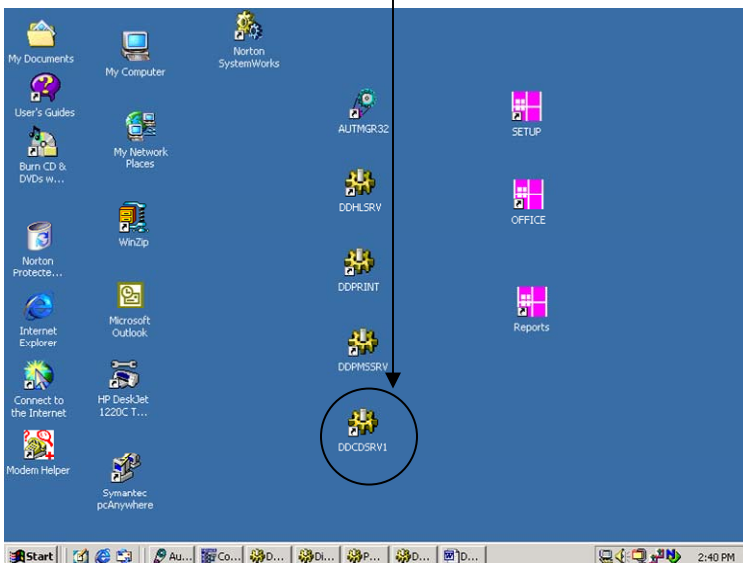 My Documents
User's Guides
Burn CD &
DVDs w...
Norton
Protecte...
Internet
Explorer
Connect to
the Internet
Modem Helper
My Computer
My Network
Places
WinZip
Microsoft
Outlook
HP DeskJet
1220C T...
Symantec
pcAnywhere
Norton
SystemWorks
AUTMGR32
DDHLSRV
DDPRINT
DDPMSSRV
DDCDSRV1
SETUP
OFFICE
Reports
Start Au... Co... D... Di... P... D... D... 2:40 PM